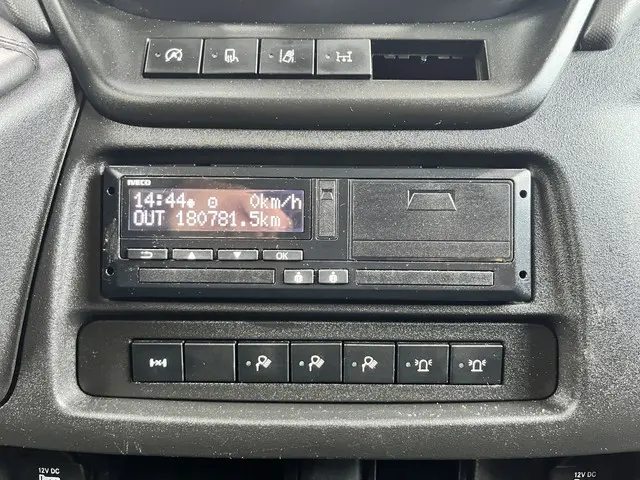 IVECO
14:44 0km/h
OUT 180781.5km
OK
12V DC
12V DC